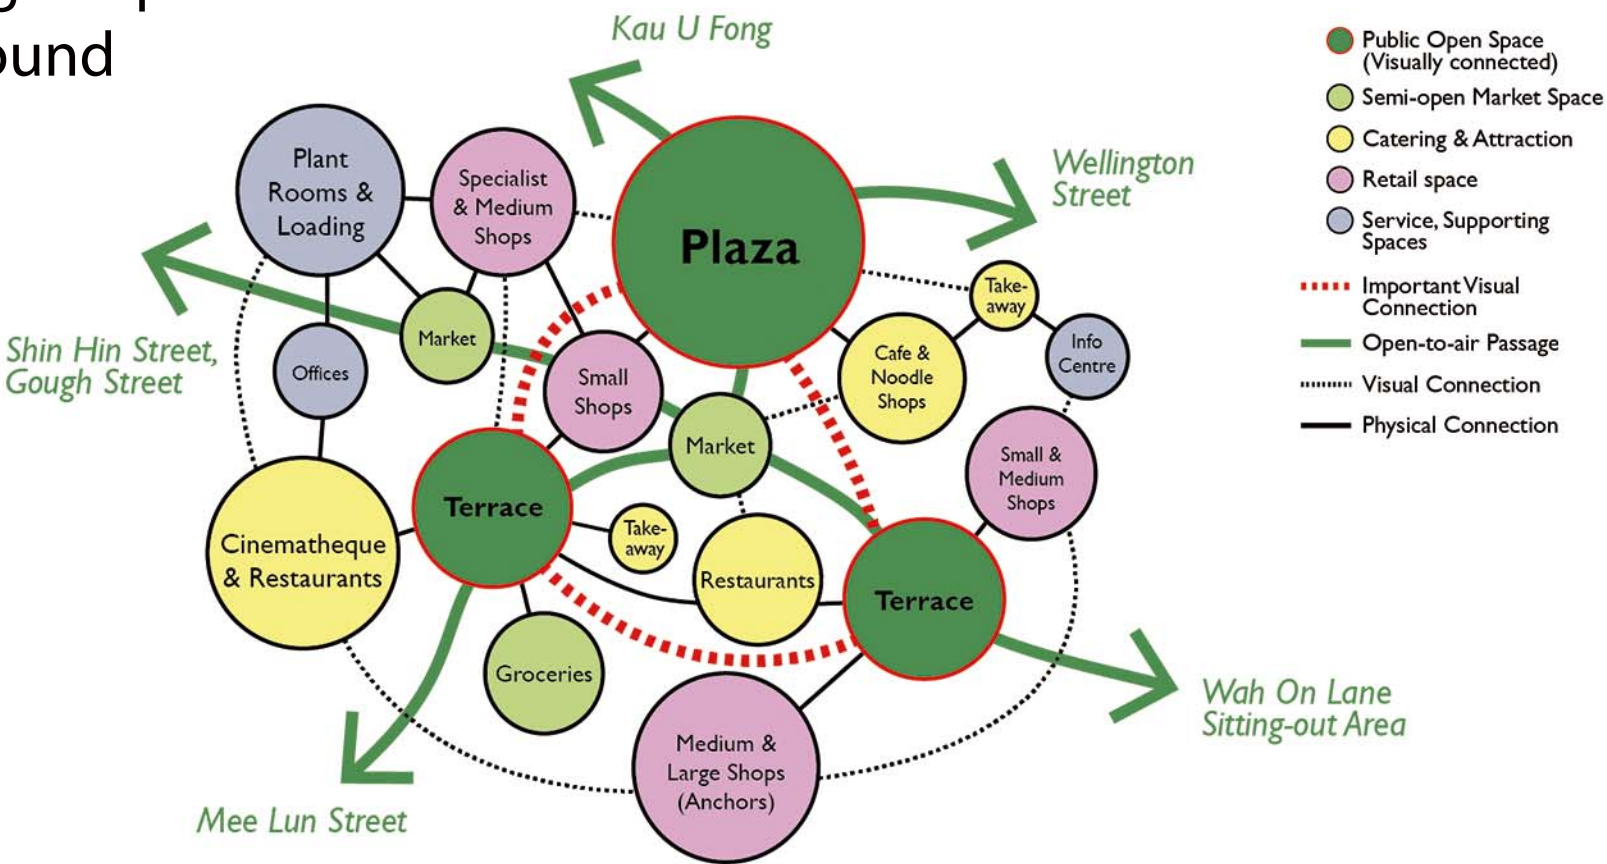 ound
Kau U Fong
Wellington
Street
Plant
Rooms &
Loading
Specialist
& Medium
Shops
Plaza
Take-
away
Info
Centre
Market
Offices
Shin Hin Street,
Gough Street
Small
Shops
Cafe &
Noodle
Shops
Market
Small &
Medium
Shops
Terrace
Take-
away
Cinematheque
& Restaurants
Restaurants
Terrace
Groceries
Wah On Lane
Sitting-out Area
Medium &
Large Shops
(Anchors)
Mee Lun Street
Public Open Space
(Visually connected)
Semi-open Market Space
Catering & Attraction
Retail space
Service, Supporting
Spaces
Important Visual
Connection
Open-to-air Passage
Visual Connection
Physical Connection